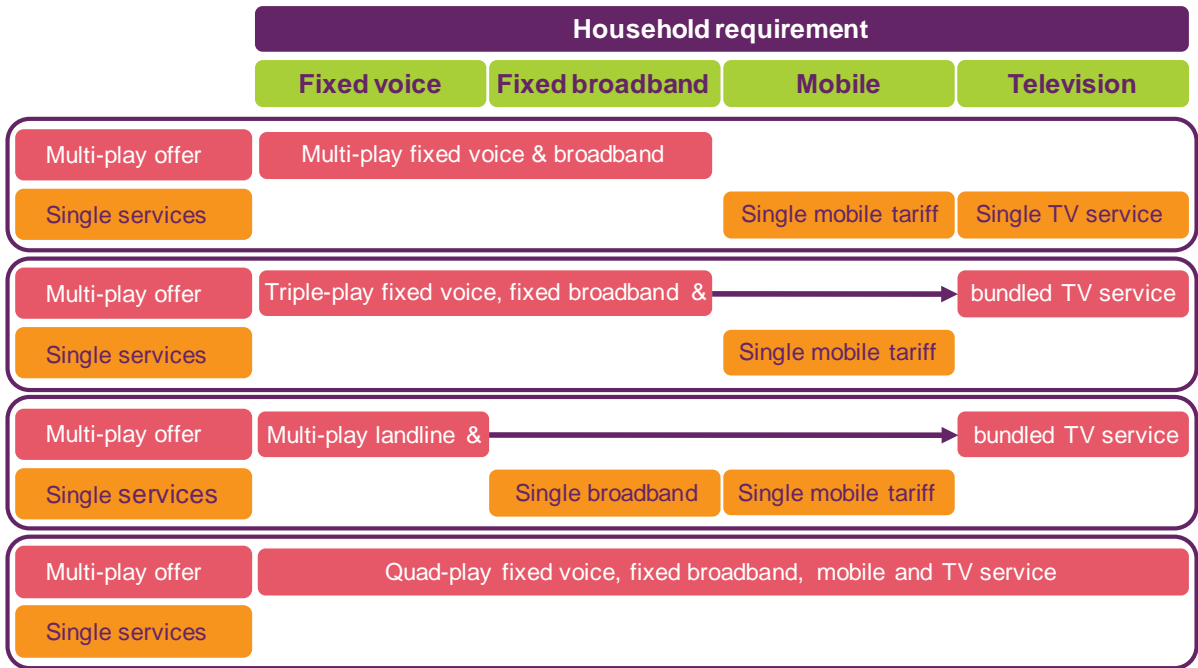 Household requirement
Fixed voice Fixed broadband Mobile Television
Multi-play offer Multi-play fixed voice & broadband
Single services Single mobile tariff Single TV service
Multi-play offer Triple-play fixed voice, fixed broadband & bundled TV service
Single services Single mobile tariff
Multi-play offer Multi-play landline & bundled TV service
Single services Single broadband Single mobile tariff
Multi-play offer Quad-play fixed voice, fixed broadband, mobile and TV service
Single services